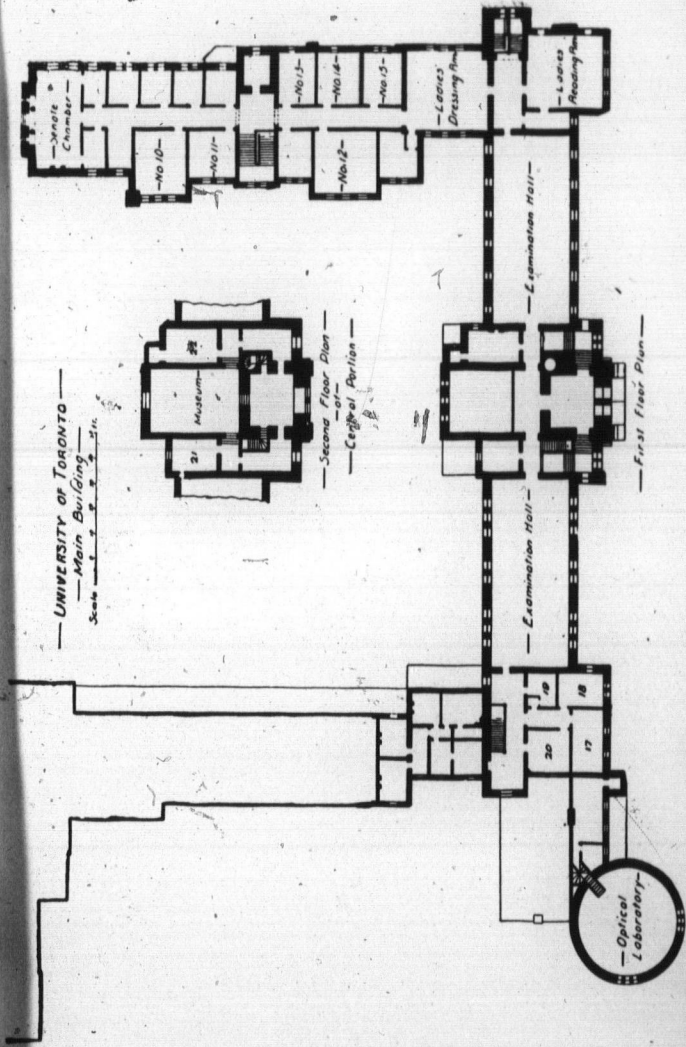 — UNIVERSITY OF TORONTO —
— Main Building —
Scale
Senate
Chamber
— No. 10 —
— No. 11 —
— No. 12 —
— No. 15 —
— No. 14 —
— No. 13 —
Ladies'
Dressing Rm
Ladies
Reading Rm
— Examination Hall —
21
Museum
— Second Floor Plan —
— of —
— Central Portion —
— First Floor Plan —
— Examination Hall —
19
18
20
17
— Optical
Laboratory —